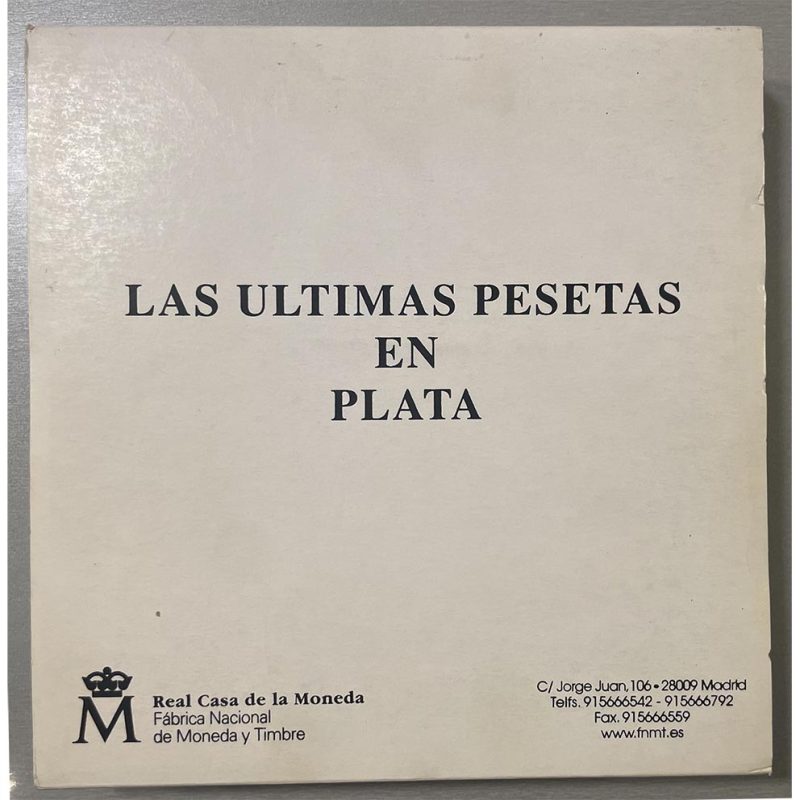 LAS ULTIMAS PESETAS
EN
PLATA
M
Real Casa de la Moneda
Fábrica Nacional
de Moneda y Timbre
C/ Jorge Juan, 106 • 28009 Madrid
Telfs. 915666542 - 915666792
Fax. 915666559
www.fnmt.es